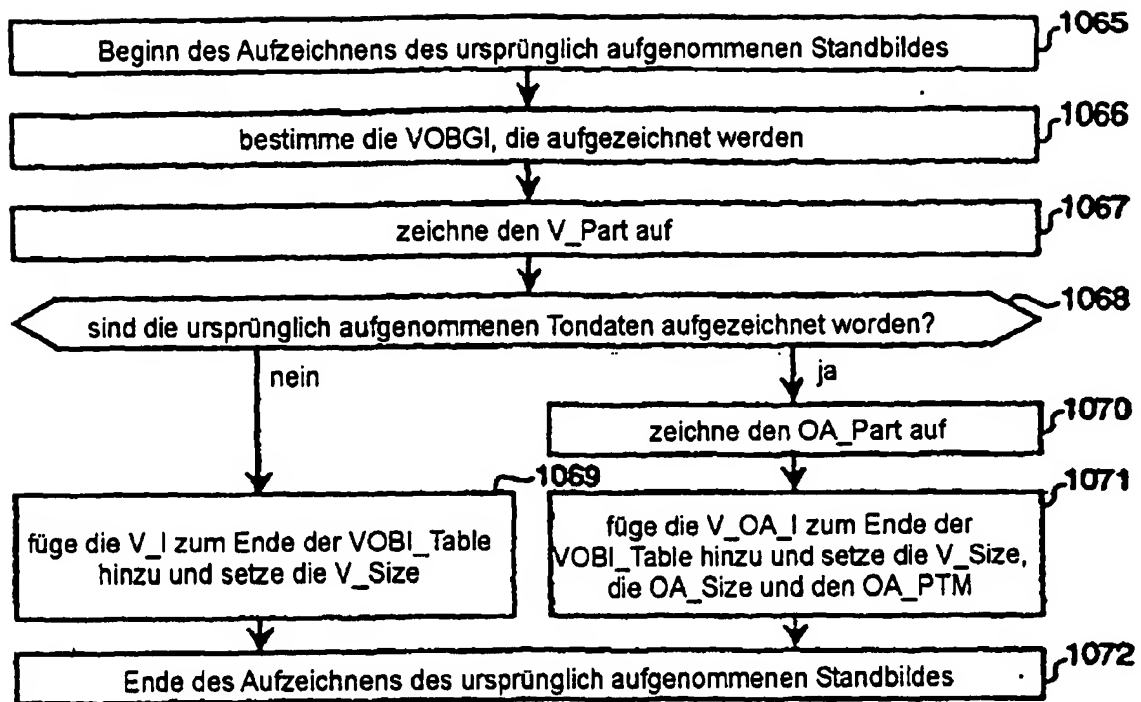 1065
Beginn des Aufzeichnens des ursprünglich aufgenommenen Standbildes
1066
bestimme die VOBGI, die aufgezeichnet werden
1067
zeichne den V_Part auf
1068
sind die ursprünglich aufgenommenen Tondaten aufgezeichnet worden?
nein
ja
1070
zeichne den OA_Part auf
1069
füge die V_I zum Ende der VOBI_Table
hinzu und setze die V_Size
1071
füge die V_OA_I zum Ende der
VOBI_Table hinzu und setze die V_Size,
die OA_Size und den OA_PTM
1072
Ende des Aufzeichnens des ursprünglich aufgenommenen Standbildes